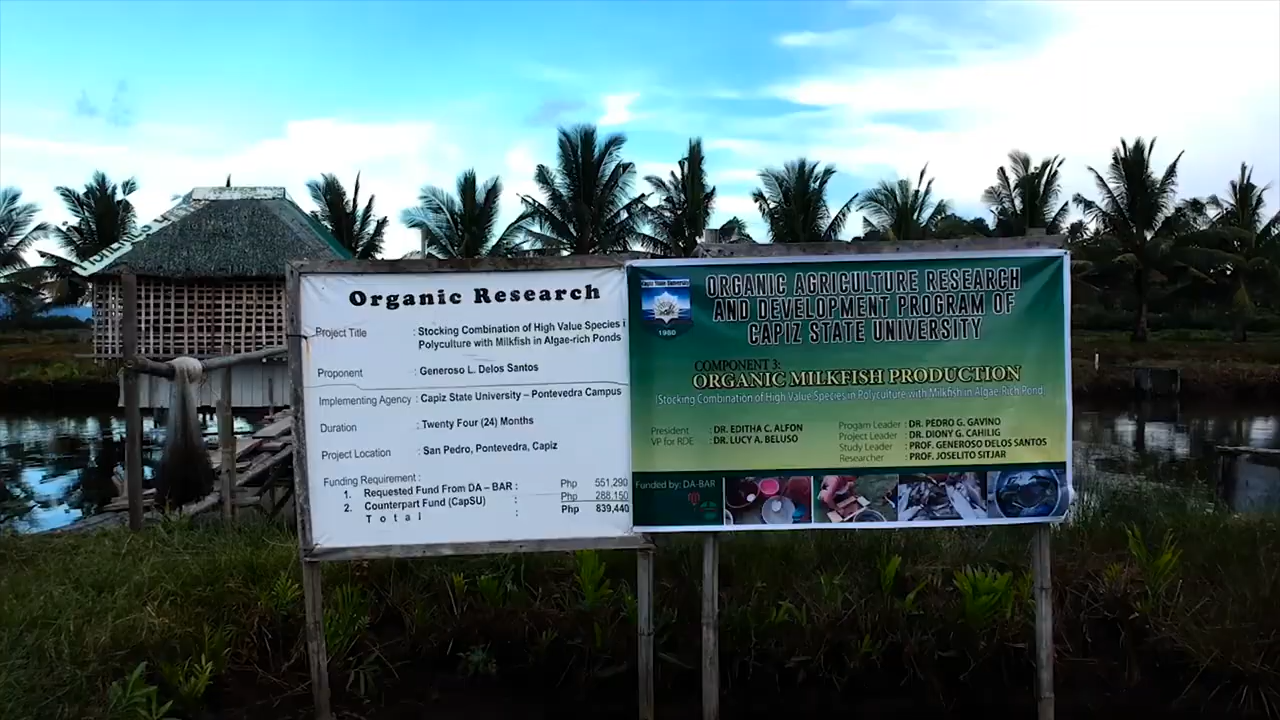 Organic Research
Project Title : Stocking Combination of High Value Species i
Polyculture with Milkfish in Algae-rich Ponds
Proponent : Generoso L. Delos Santos
Implementing Agency : Capiz State University – Pontevedra Campus
Duration : Twenty Four (24) Months
Project Location : San Pedro, Pontevedra, Capiz
Funding Requirement :
1. Requested Fund From DA – BAR : Php 551,290
2. Counterpart Fund (CapSU) : Php 288,150
Total : Php 839,440
Capiz State University
1980
ORGANIC AGRICULTURE RESEARCH
AND DEVELOPMENT PROGRAM OF
CAPIZ STATE UNIVERSITY
COMPONENT 3:
ORGANIC MILKFISH PRODUCTION
(Stocking Combination of High Value Species in Polyculture with Milkfish in Algae-Rich Pond)
President : DR. EDITHA C. ALFON
VP for RDE : DR. LUCY A. BELUSO
Progam Leader : DR. PEDRO G. GAVINO
Project Leader : DR. DIONY G. CAHILIG
Study Leader : PROF. GENEROSO DELOS SANTOS
Researcher : PROF. JOSELITO SITJAR
Funded by: DA-BAR